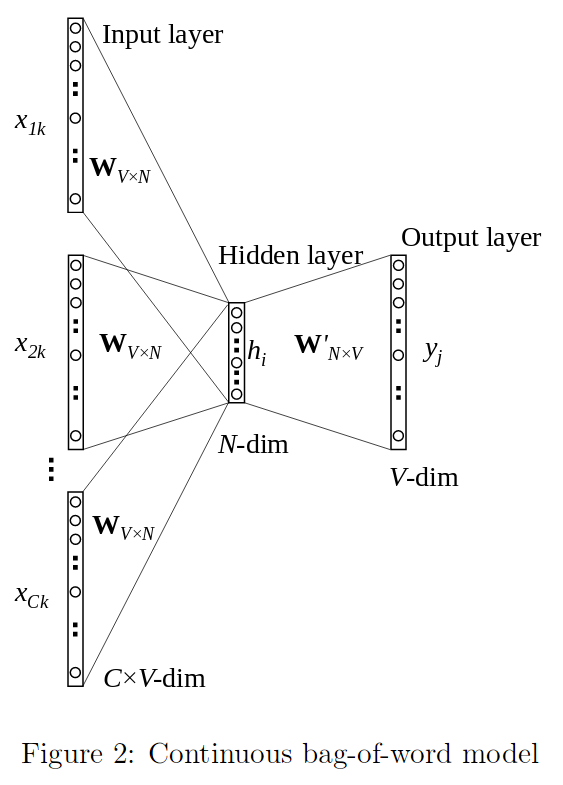 Input layer
x1k
WV×N
Hidden layer
Output layer
x2k
WV×N
hi
W'N×V
yj
N-dim
V-dim
WV×N
xCk
C×V-dim
Figure 2: Continuous bag-of-word model